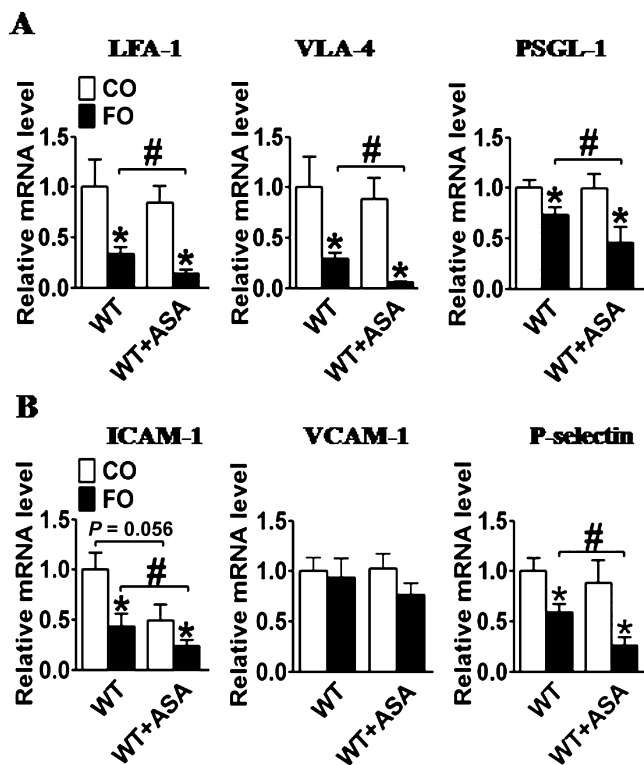 A
LFA-1 VLA-4 PSGL-1
CO
FO
Relative mRNA level
1.5
1.0
0.5
0.0
#
*
*
WT
WT+ASA
Relative mRNA level
1.5
1.0
0.5
0.0
#
*
*
WT
WT+ASA
Relative mRNA level
1.5
1.0
0.5
0.0
#
*
*
WT
WT+ASA
B
ICAM-1 VCAM-1 P-selectin
CO
FO
Relative mRNA level
1.5
1.0
0.5
0.0
P = 0.056
#
*
*
WT
WT+ASA
Relative mRNA level
1.5
1.0
0.5
0.0
WT
WT+ASA
Relative mRNA level
1.5
1.0
0.5
0.0
#
*
*
WT
WT+ASA